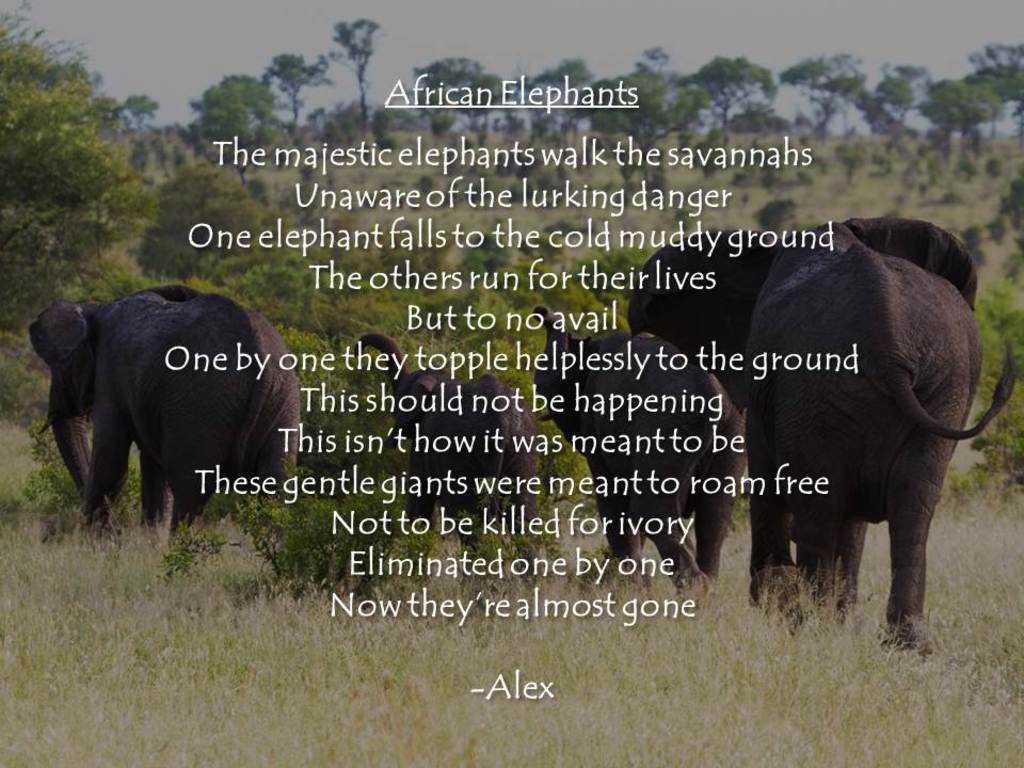 African Elephants
The majestic elephants walk the savannahs
Unaware of the lurking danger
One elephant falls to the cold muddy ground
The others run for their lives
But to no avail
One by one they topple helplessly to the ground
This should not be happening
This isn't how it was meant to be
These gentle giants were meant to roam free
Not to be killed for ivory
Eliminated one by one
Now they're almost gone
-Alex